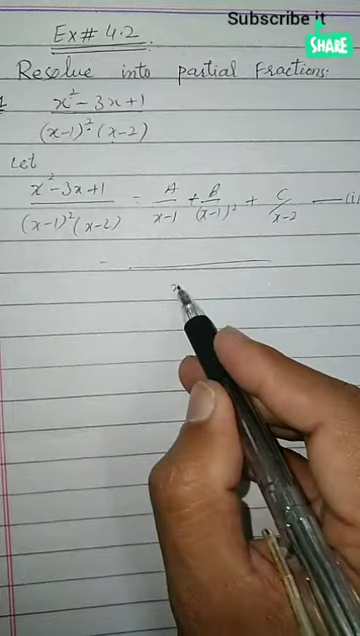 Subscribe it
SHARE
Ex# 4.2
Resolve into partial Fractions.
x² - 3x + 1
(x-1)² · (x-2)
Let
x² - 3x + 1 = A + B + C — (i)
(x-1)² (x-2) x-1 (x-1)² x-2
=
x